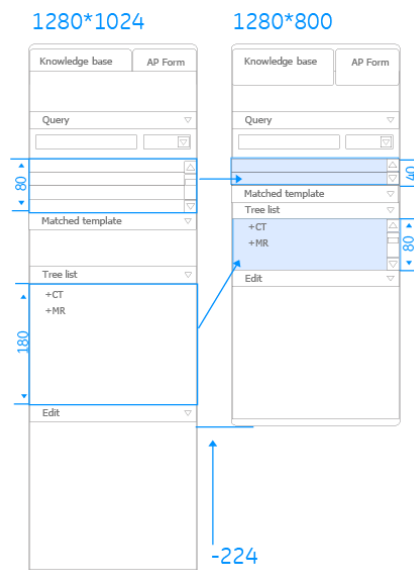 1280*1024
1280*800
Knowledge base
AP Form
Query
80
Matched template
Tree list
+CT
+MR
180
Edit
Knowledge base
AP Form
Query
40
Matched template
Tree list
+CT
+MR
80
Edit
-224